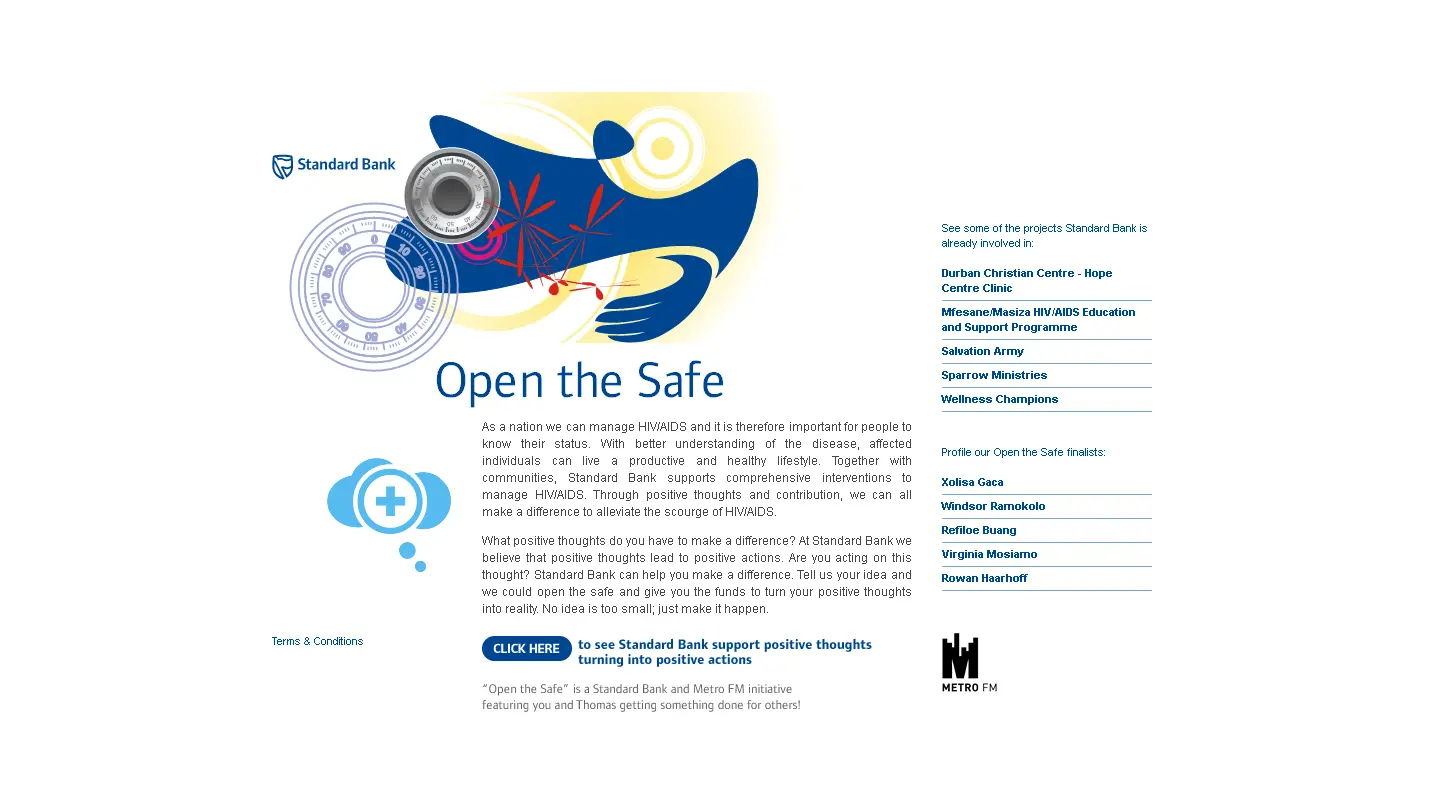 Standard Bank
Open the Safe
As a nation we can manage HIV/AIDS and it is therefore important for people to
know their status. With better understanding of the disease, affected
individuals can live a productive and healthy lifestyle. Together with
communities, Standard Bank supports comprehensive interventions to
manage HIV/AIDS. Through positive thoughts and contribution, we can all
make a difference to alleviate the scourge of HIV/AIDS.
What positive thoughts do you have to make a difference? At Standard Bank we
believe that positive thoughts lead to positive actions. Are you acting on this
thought? Standard Bank can help you make a difference. Tell us your idea and
we could open the safe and give you the funds to turn your positive thoughts
into reality. No idea is too small; just make it happen.
CLICK HERE to see Standard Bank support positive thoughts
turning into positive actions
“Open the Safe” is a Standard Bank and Metro FM initiative
featuring you and Thomas getting something done for others!
Terms & Conditions
See some of the projects Standard Bank is
already involved in:
Durban Christian Centre - Hope
Centre Clinic
Mfesane/Masiza HIV/AIDS Education
and Support Programme
Salvation Army
Sparrow Ministries
Wellness Champions
Profile our Open the Safe finalists:
Xolisa Gaca
Windsor Ramokolo
Refiloe Buang
Virginia Mosiamo
Rowan Haarhoff
METRO FM
0
10
20
30
40
50
60
70
80
90